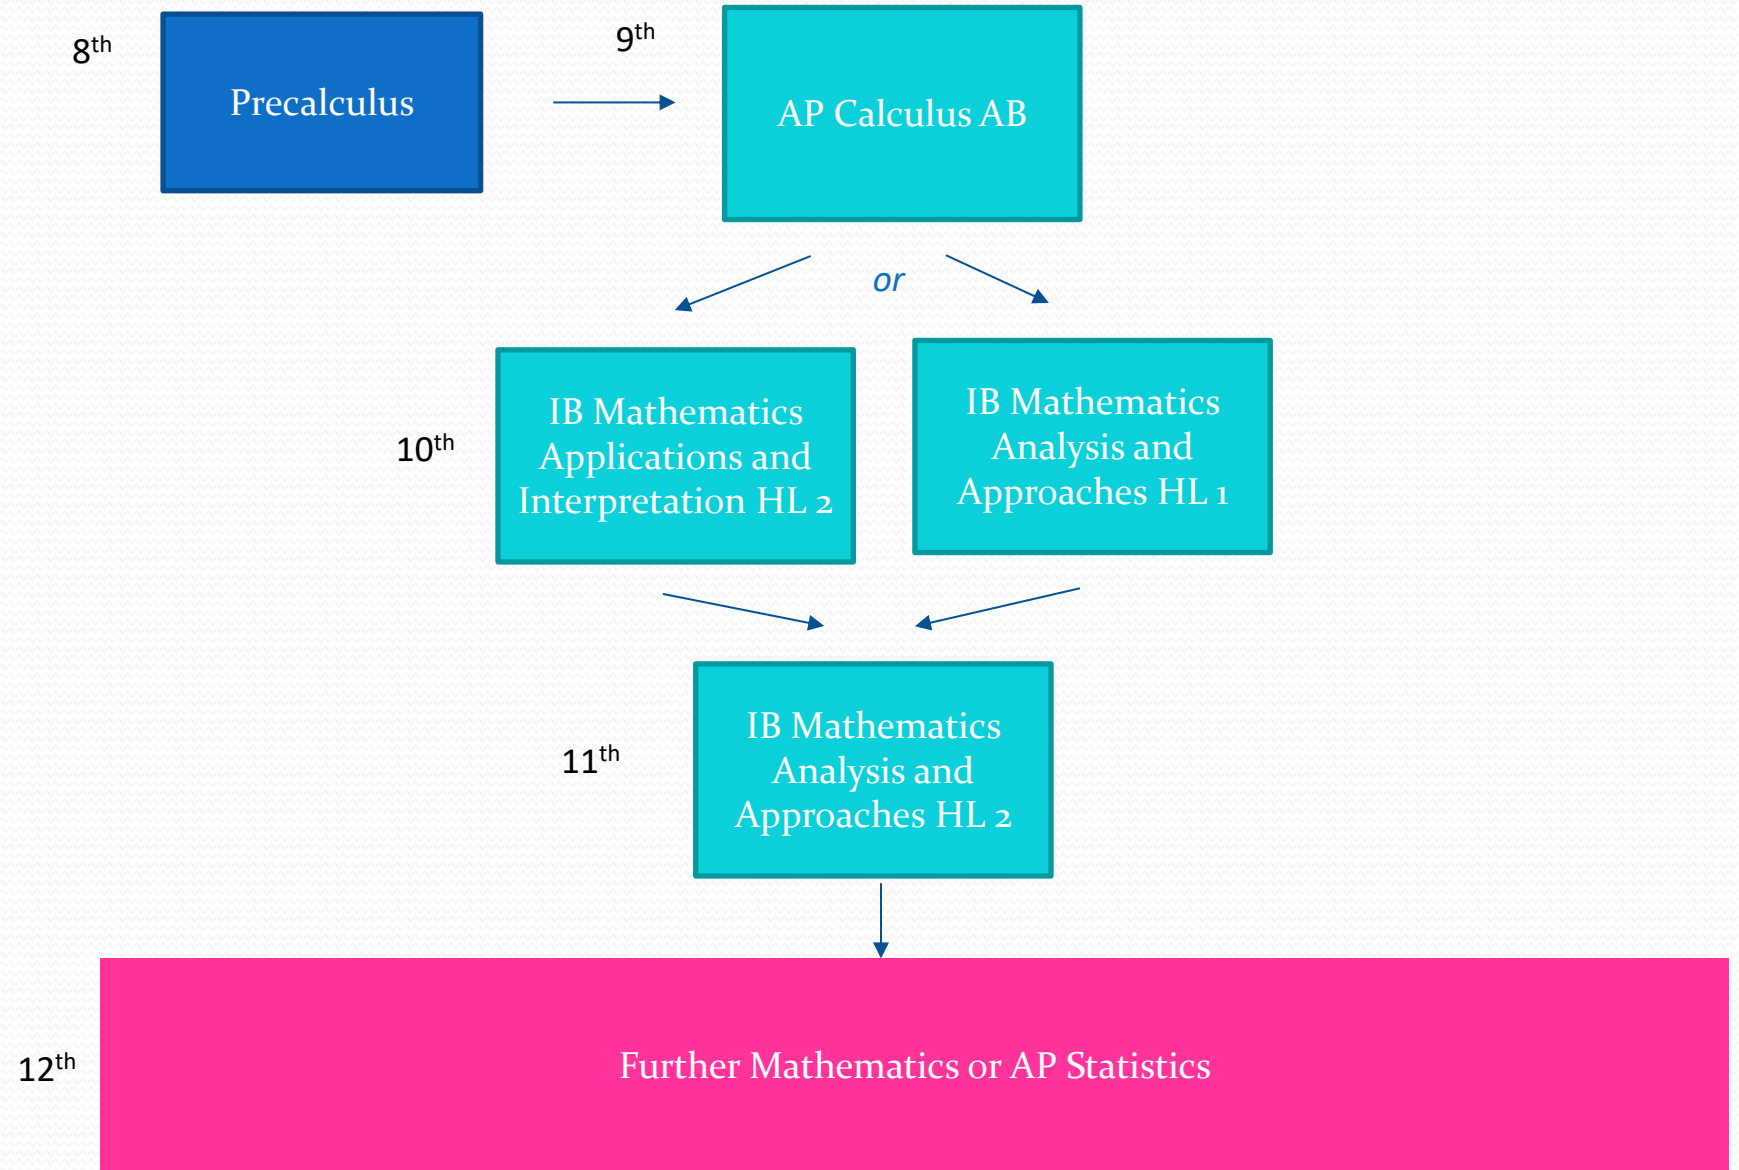 8th
Precalculus
9th
AP Calculus AB
or
10th
IB Mathematics
Applications and
Interpretation HL 2
IB Mathematics
Analysis and
Approaches HL 1
11th
IB Mathematics
Analysis and
Approaches HL 2
12th
Further Mathematics or AP Statistics